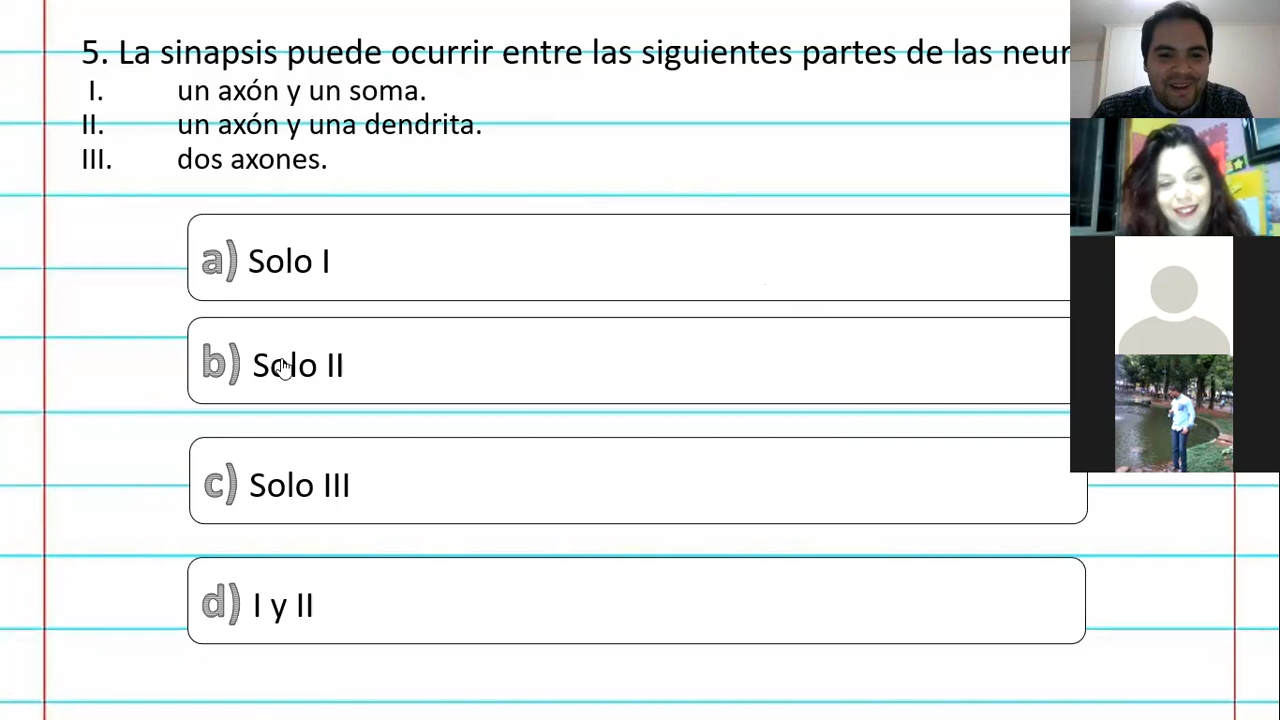 5. La sinapsis puede ocurrir entre las siguientes partes de las
I. un axón y un soma.
II. un axón y una dendrita.
III. dos axones.
a) Solo I
b) Solo II
c) Solo III
d) I y II